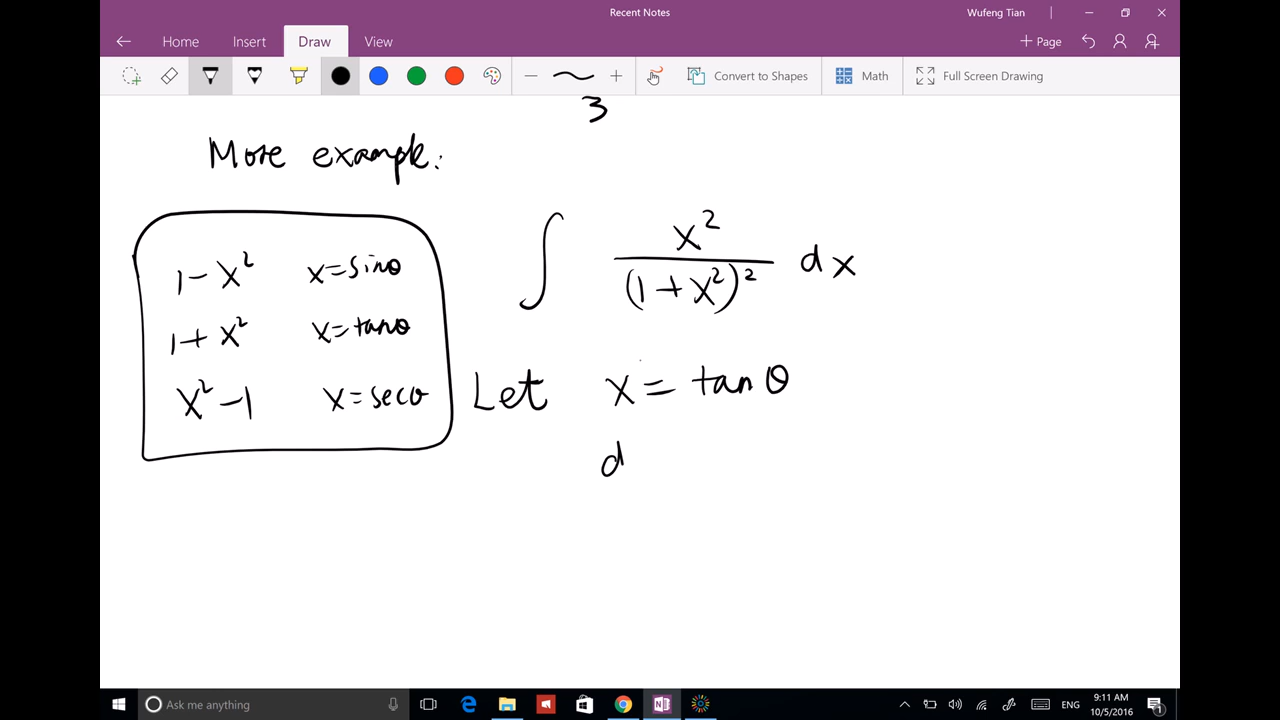 Recent Notes
Wufeng Tian
Home Insert Draw View
+ Page
Convert to Shapes Math Full Screen Drawing
3
More example:
1 - x² x = sinθ
1 + x² x = tanθ
x² - 1 x = secθ
∫ x² / (1 + x²)² dx
Let x = tanθ
d
Ask me anything
ENG
9:11 AM
10/5/2016
1